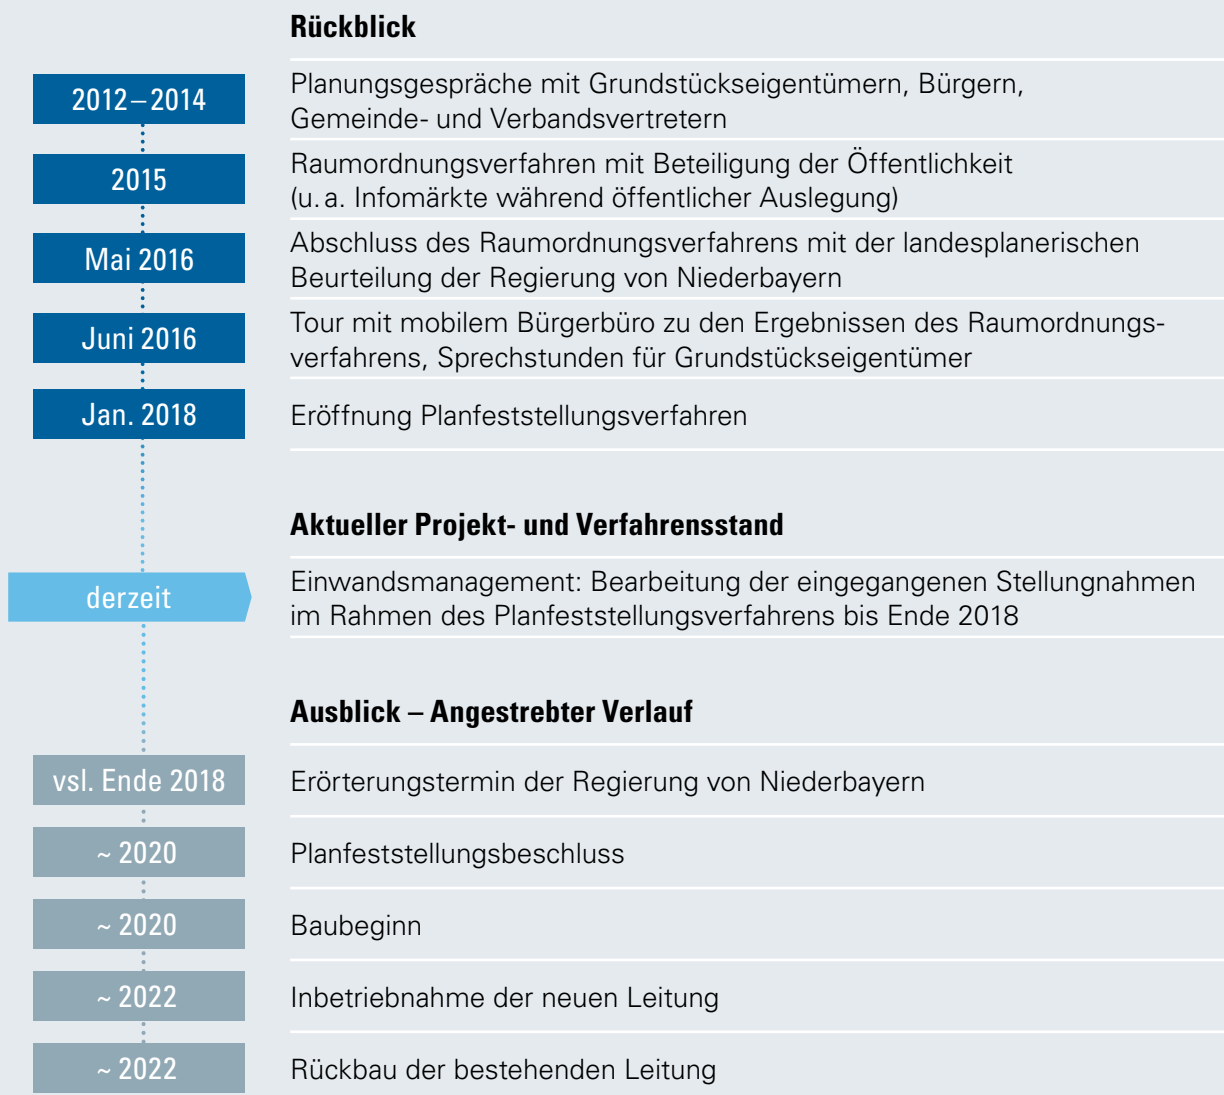 Rückblick
2012–2014
Planungsgespräche mit Grundstückseigentümern, Bürgern,
Gemeinde- und Verbandsvertretern
2015
Raumordnungsverfahren mit Beteiligung der Öffentlichkeit
(u. a. Infomärkte während öffentlicher Auslegung)
Mai 2016
Abschluss des Raumordnungsverfahrens mit der landesplanerischen
Beurteilung der Regierung von Niederbayern
Juni 2016
Tour mit mobilem Bürgerbüro zu den Ergebnissen des Raumordnungs-
verfahrens, Sprechstunden für Grundstückseigentümer
Jan. 2018
Eröffnung Planfeststellungsverfahren
Aktueller Projekt- und Verfahrensstand
derzeit
Einwandsmanagement: Bearbeitung der eingegangenen Stellungnahmen
im Rahmen des Planfeststellungsverfahrens bis Ende 2018
Ausblick – Angestrebter Verlauf
vsl. Ende 2018
Erörterungstermin der Regierung von Niederbayern
~ 2020
Planfeststellungsbeschluss
~ 2020
Baubeginn
~ 2022
Inbetriebnahme der neuen Leitung
~ 2022
Rückbau der bestehenden Leitung